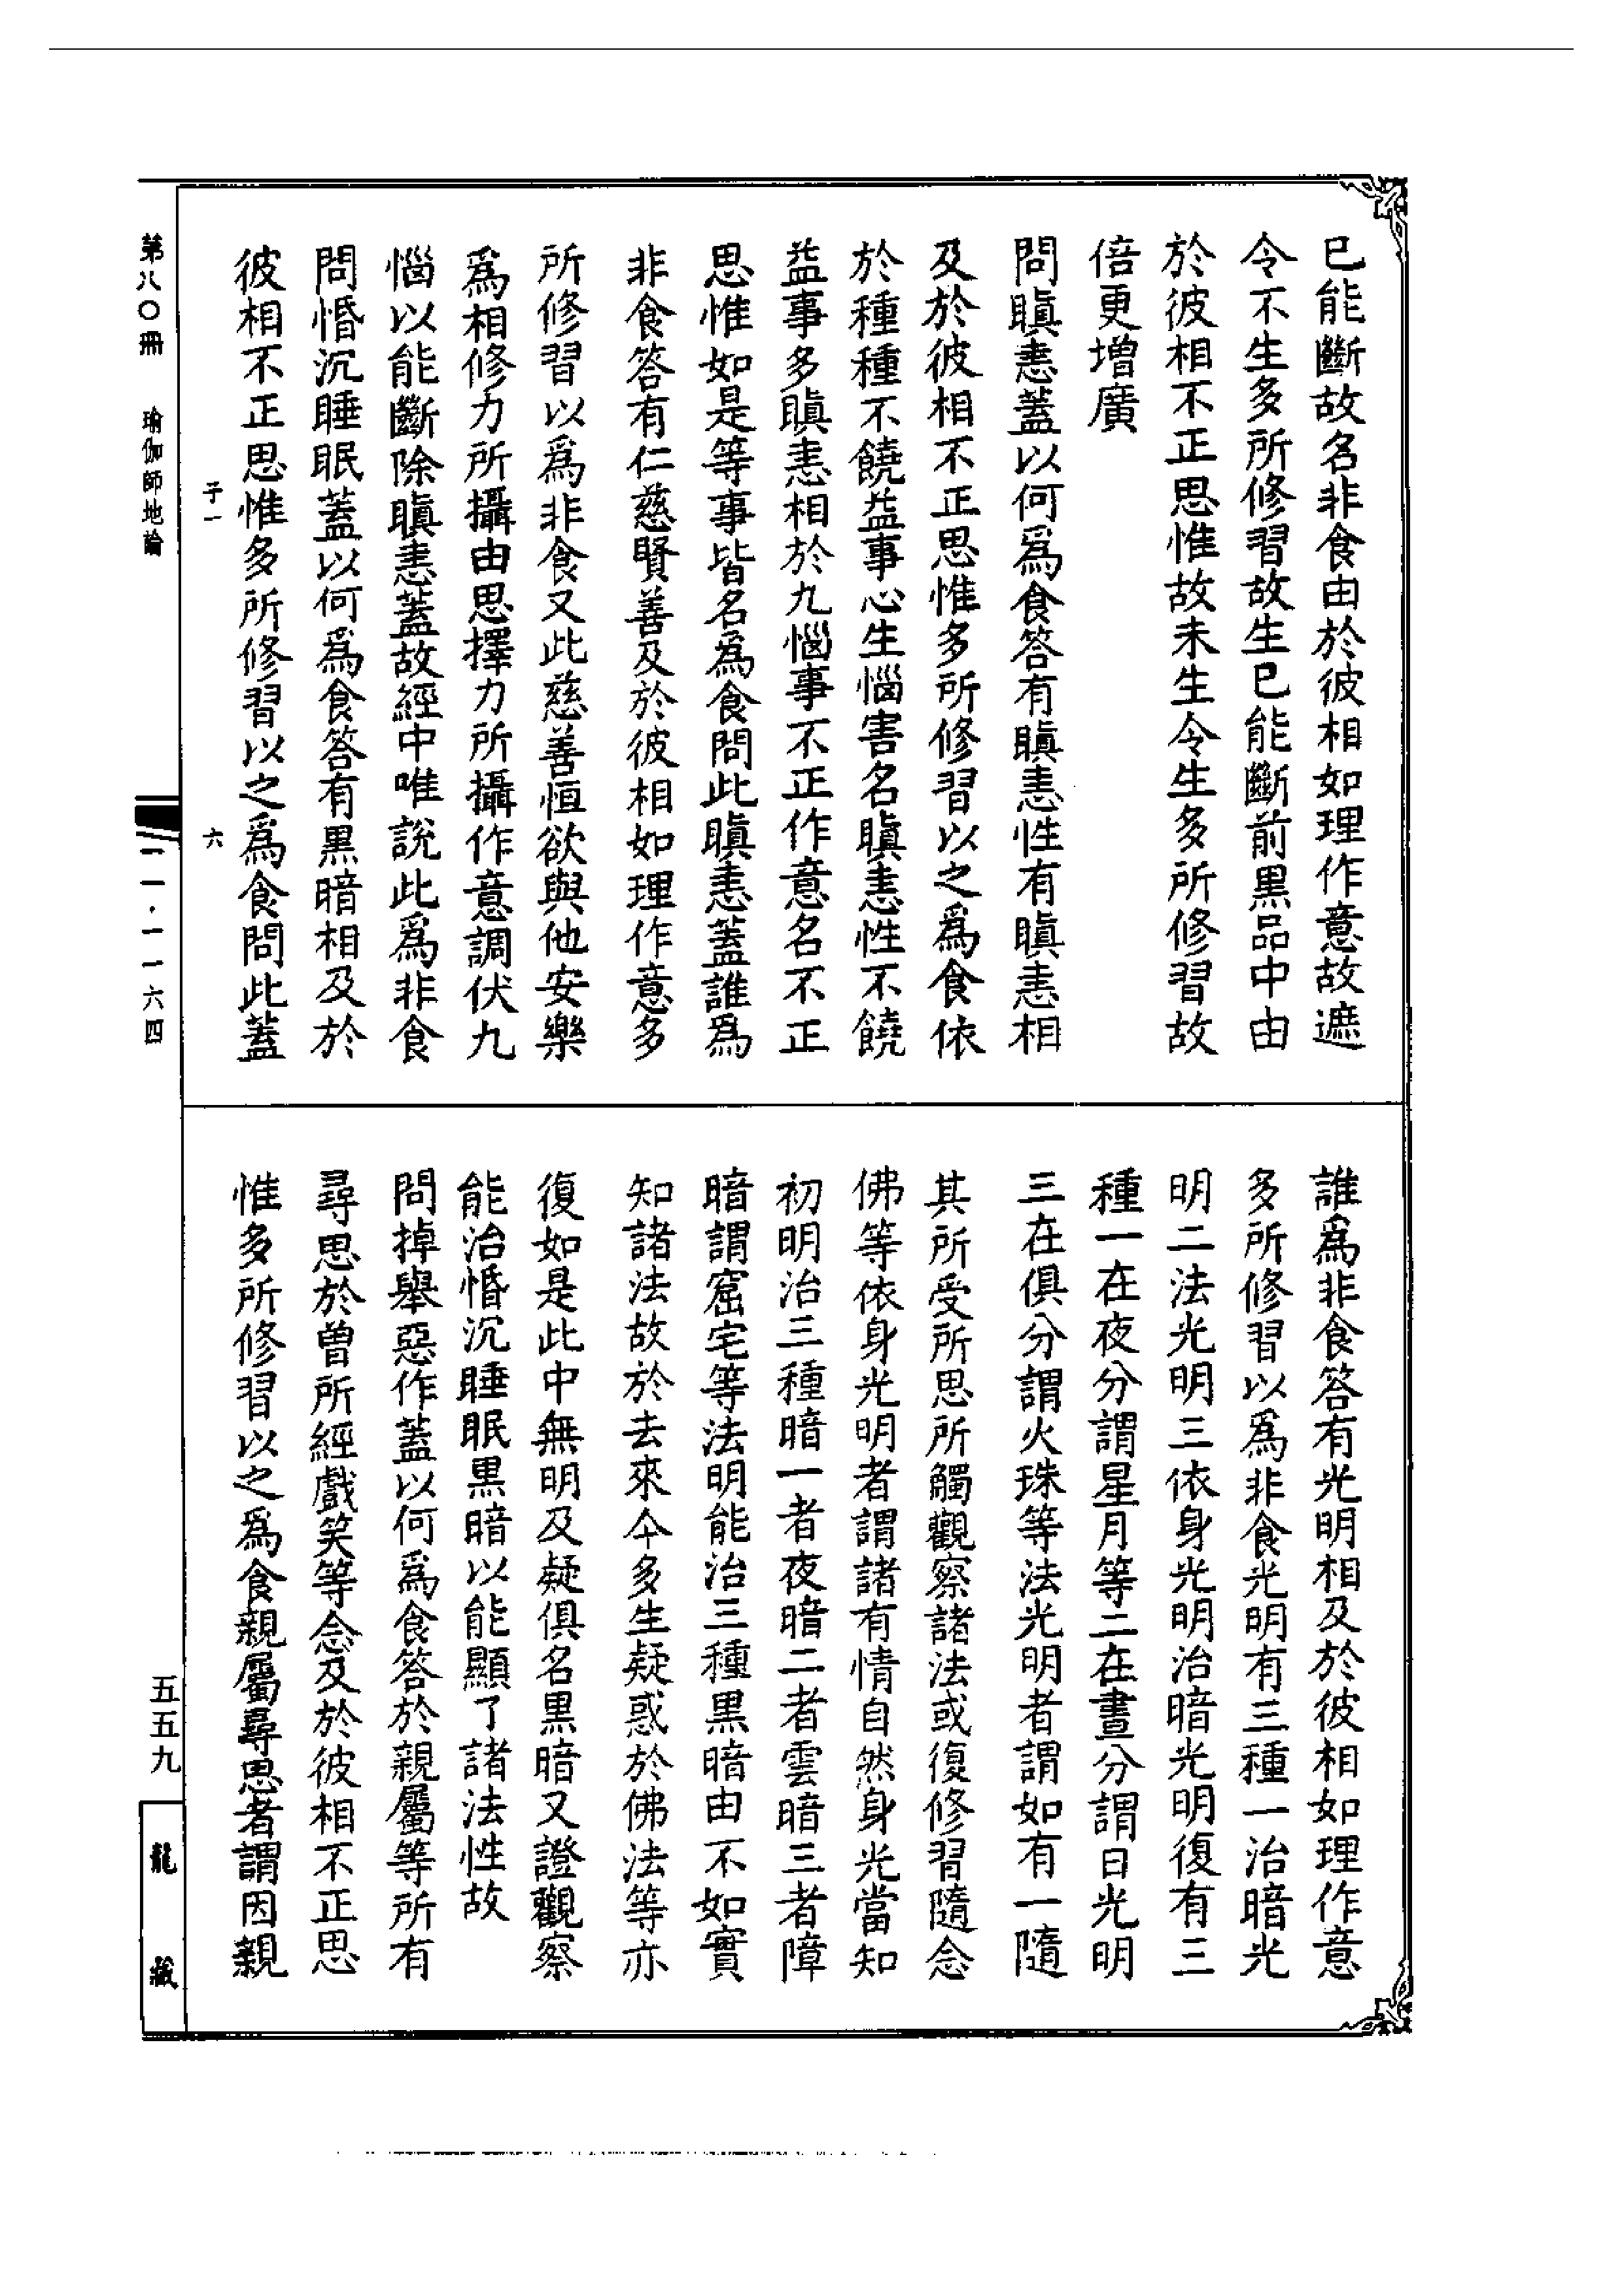 已能斷故名非食由於彼相如理作意故遮
令不生多所修習故生已能斷前黑品中由
於彼相不正思惟故未生令生多所修習故
倍更增廣
問瞋恚蓋以何爲食答有瞋恚性有瞋恚相
及於彼相不正思惟多所修習以之爲食依
於種種不饒益事心生惱害名瞋恚性不饒
益事多瞋恚相於九惱事不正作意名不正
思惟如是等事皆名爲食問此瞋恚蓋誰爲
非食答有仁慈賢善及於彼相如理作意多
所修習以爲非食又此慈善恒欲與他安樂
爲相修力所攝由思擇力所攝作意調伏九
惱以能斷除瞋恚蓋故經中唯說此爲非食
問惛沉睡眠蓋以何爲食答有黑暗相及於
彼相不正思惟多所修習以之爲食問此蓋
誰爲非食答有光明相及於彼相如理作意
多所修習以爲非食光明有三種一治暗光
明二法光明三依身光明治暗光明復有三
種一在夜分謂星月等二在晝分謂日光明
三在俱分謂火珠等法光明者謂如有一隨
其所受所思所觸觀察諸法或復修習隨念
佛等依身光明者謂諸有情自然身光當知
初明治三種暗一者夜暗二者雲暗三者障
暗謂窟宅等法明能治三種黑暗由不如實
知諸法故於去來今多生疑惑於佛法等亦
復如是此中無明及疑俱名黑暗又證觀察
能治惛沉睡眠黑暗以能顯了諸法性故
問掉舉惡作蓋以何爲食答於親屬等所有
尋思於曾所經戲笑等念及於彼相不正思
惟多所修習以之爲食親屬尋思者謂因親
子一
六
第八〇冊
瑜伽師地論
一一·一一六四
五五九
龍藏